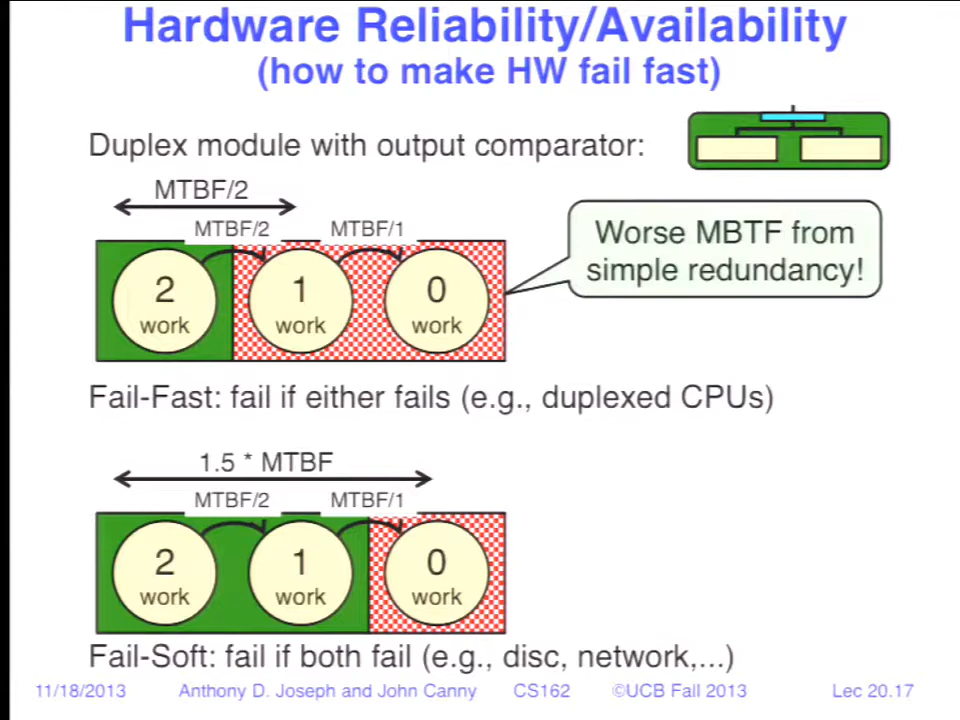 Hardware Reliability/Availability
(how to make HW fail fast)
Duplex module with output comparator:
MTBF/2
MTBF/2 MTBF/1
Worse MBTF from
simple redundancy!
2 1 0
work work work
Fail-Fast: fail if either fails (e.g., duplexed CPUs)
1.5 * MTBF
MTBF/2 MTBF/1
2 1 0
work work work
Fail-Soft: fail if both fail (e.g., disc, network,...)
11/18/2013 Anthony D. Joseph and John Canny CS162 ©UCB Fall 2013 Lec 20.17